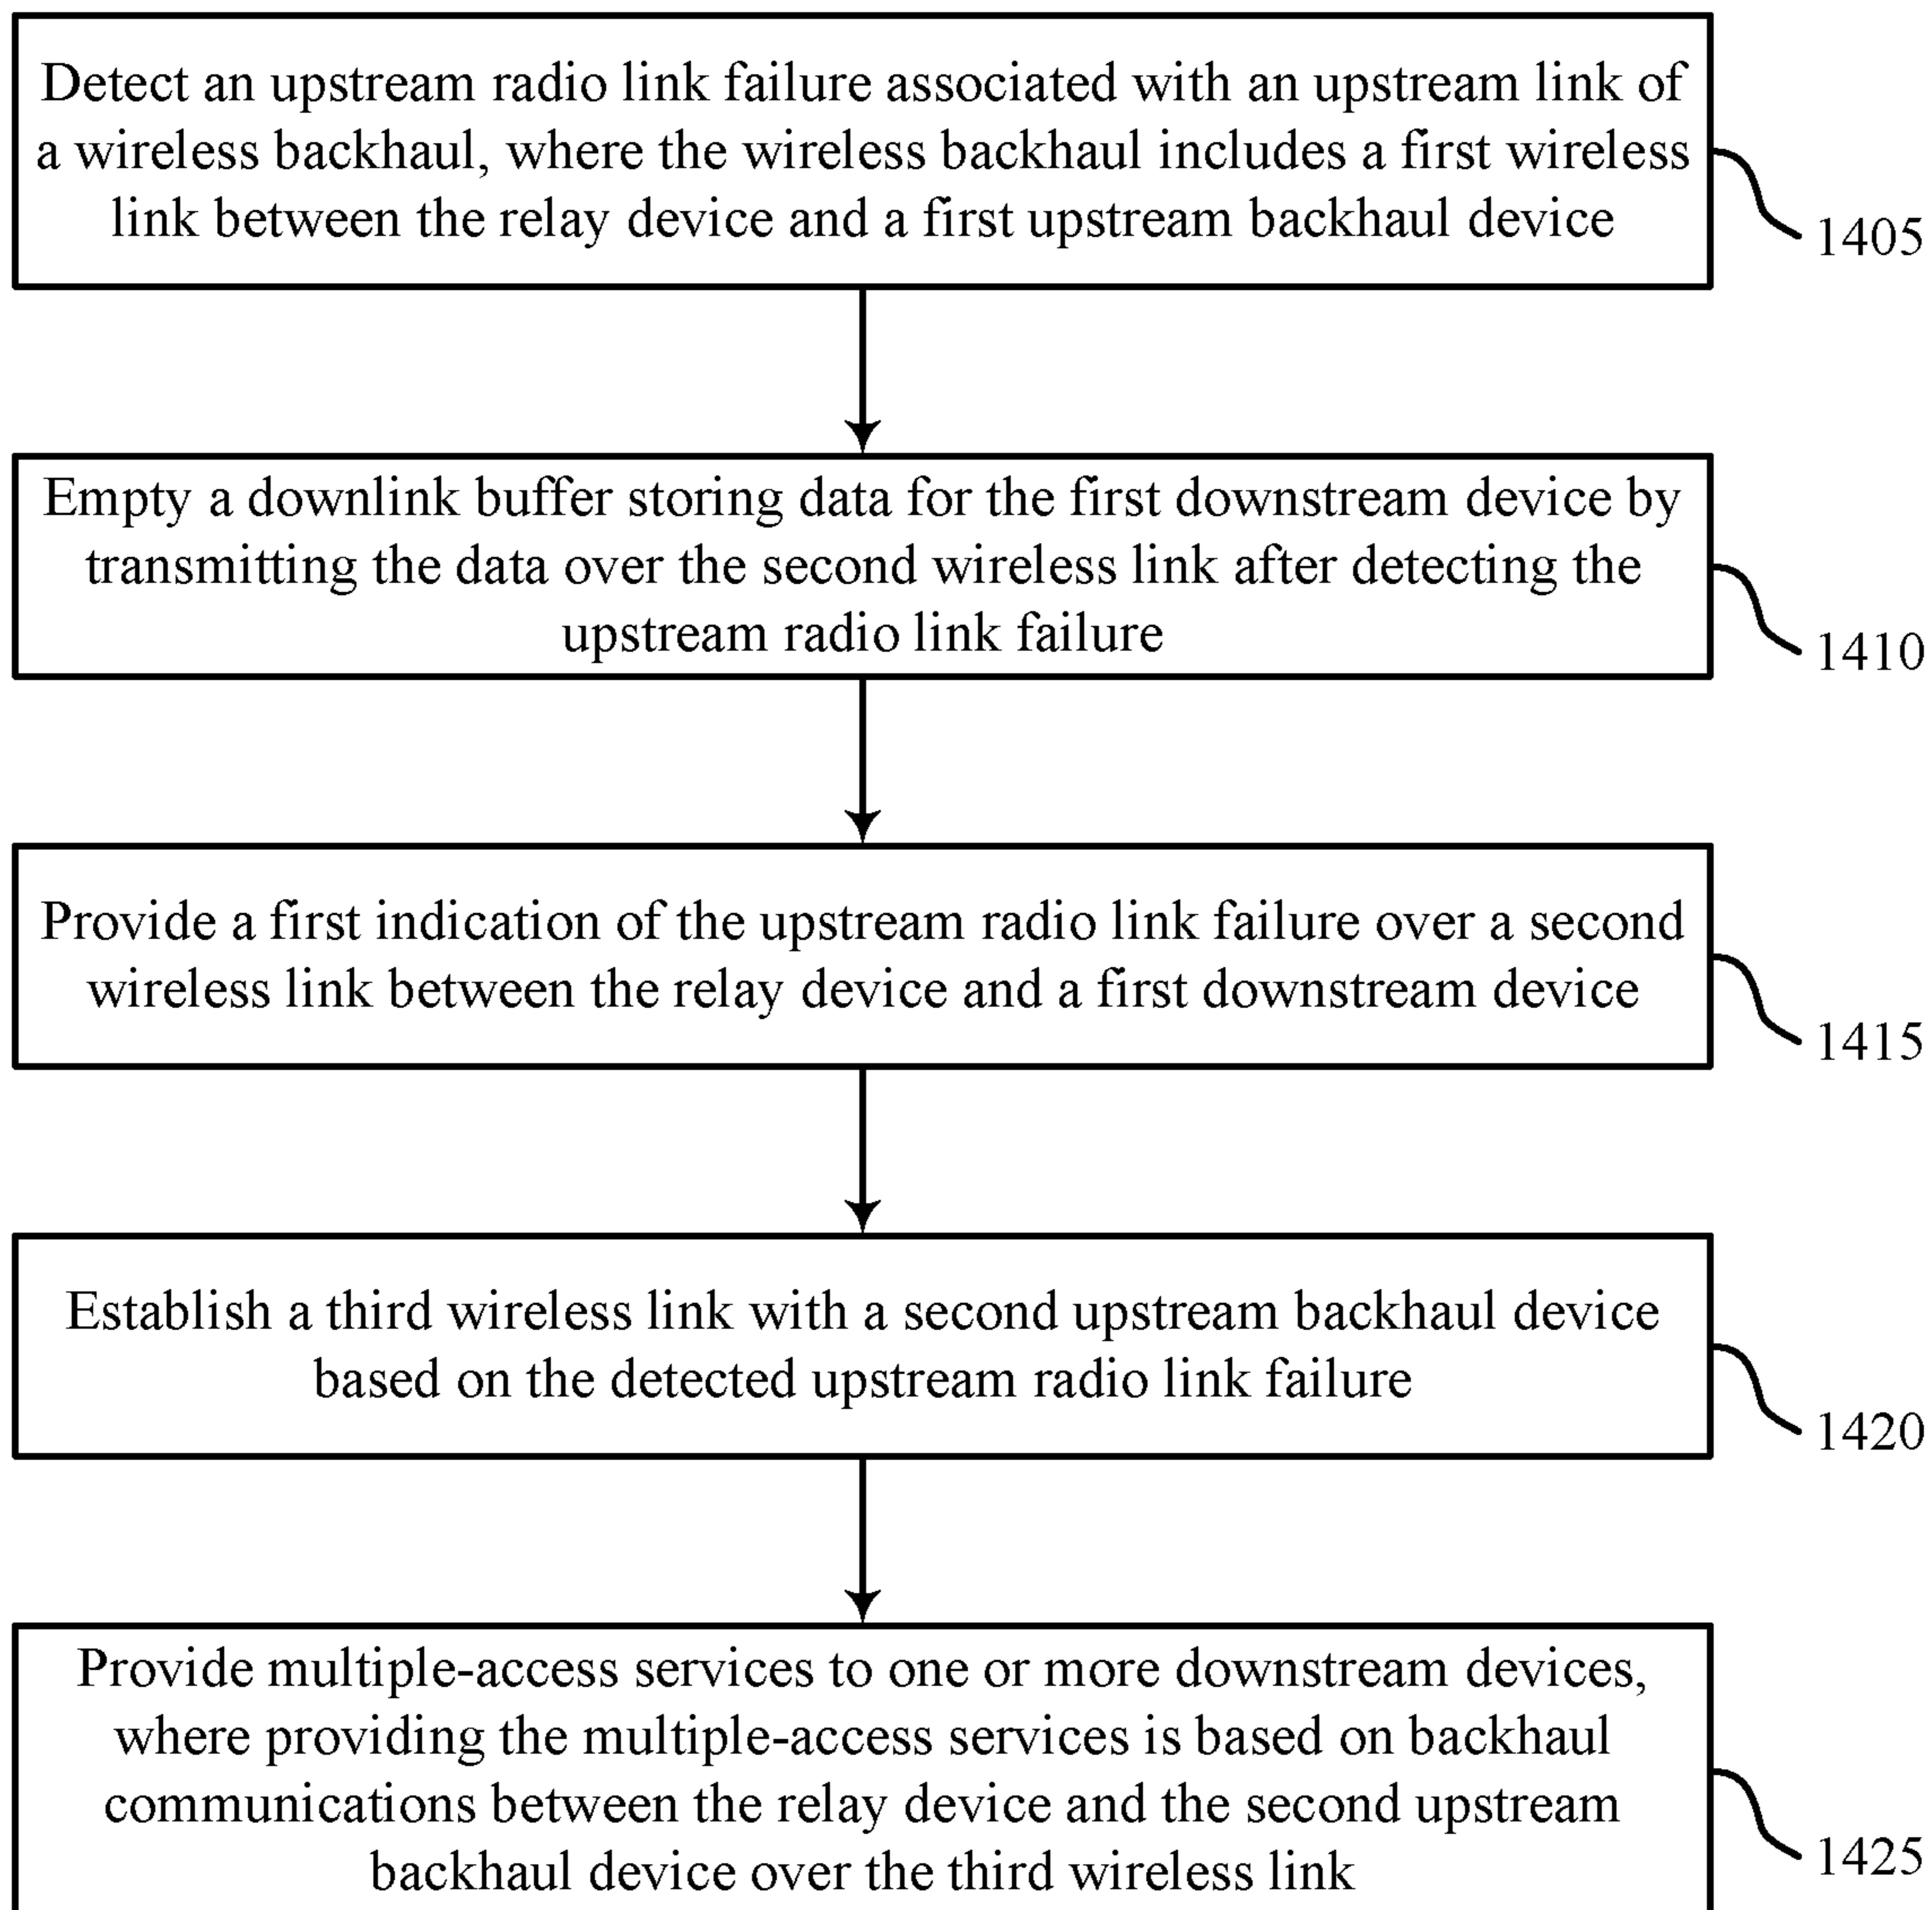 Detect an upstream radio link failure associated with an upstream link of
a wireless backhaul, where the wireless backhaul includes a first wireless
link between the relay device and a first upstream backhaul device
1405
Empty a downlink buffer storing data for the first downstream device by
transmitting the data over the second wireless link after detecting the
upstream radio link failure
1410
Provide a first indication of the upstream radio link failure over a second
wireless link between the relay device and a first downstream device
1415
Establish a third wireless link with a second upstream backhaul device
based on the detected upstream radio link failure
1420
Provide multiple-access services to one or more downstream devices,
where providing the multiple-access services is based on backhaul
communications between the relay device and the second upstream
backhaul device over the third wireless link
1425